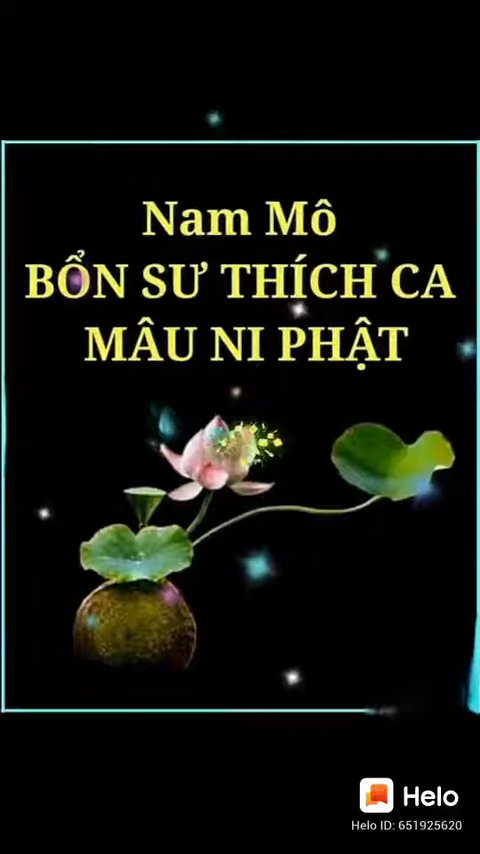 Nam Mô
BỔN SƯ THÍCH CA
MÂU NI PHẬT
Helo
Helo ID: 651925620